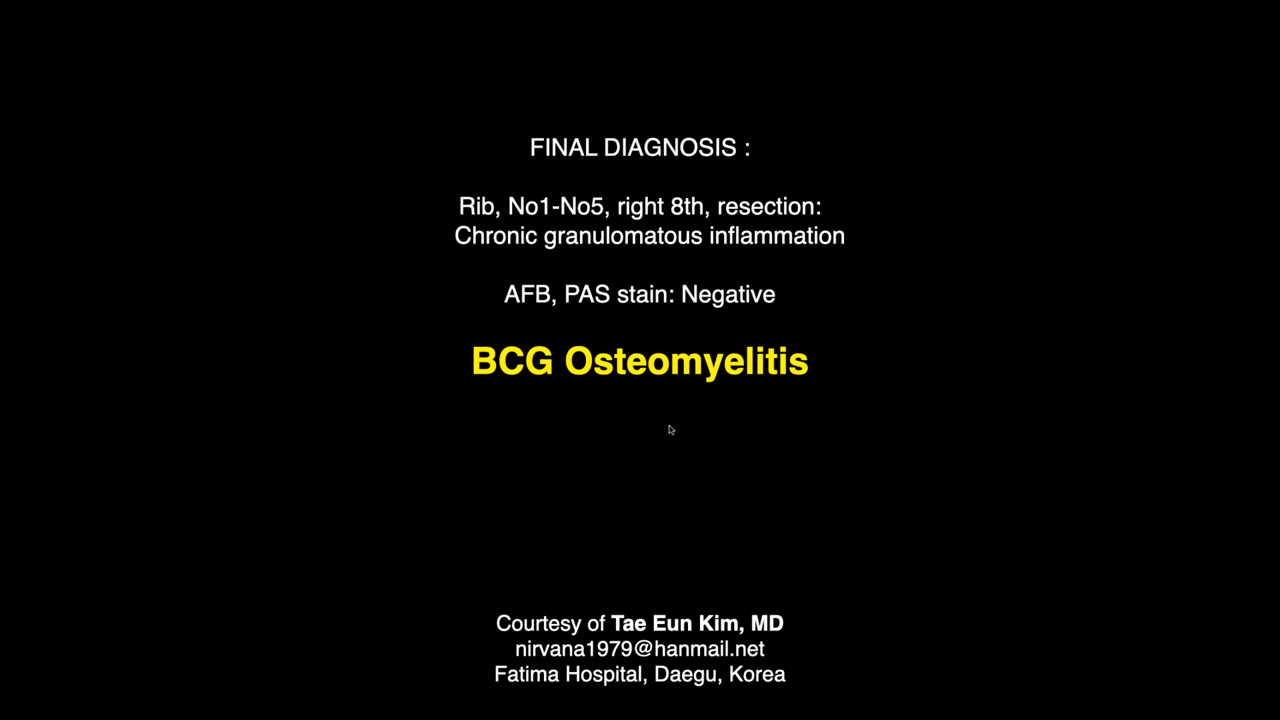 FINAL DIAGNOSIS :
Rib, No1-No5, right 8th, resection:
Chronic granulomatous inflammation
AFB, PAS stain: Negative
BCG Osteomyelitis
Courtesy of Tae Eun Kim, MD
nirvana1979@hanmail.net
Fatima Hospital, Daegu, Korea